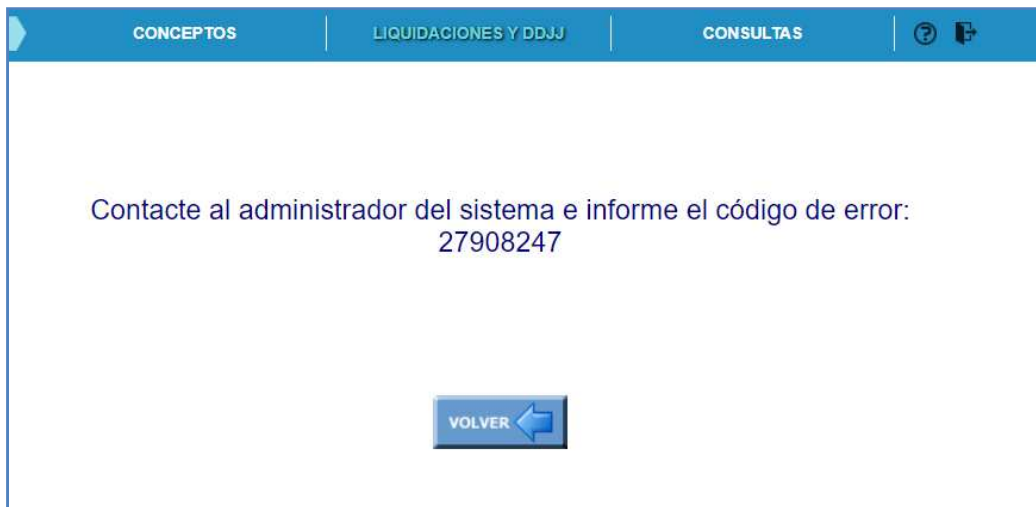 CONCEPTOS LIQUIDACIONES Y DDJJ CONSULTAS ?
Contacte al administrador del sistema e informe el código de error:
27908247
VOLVER